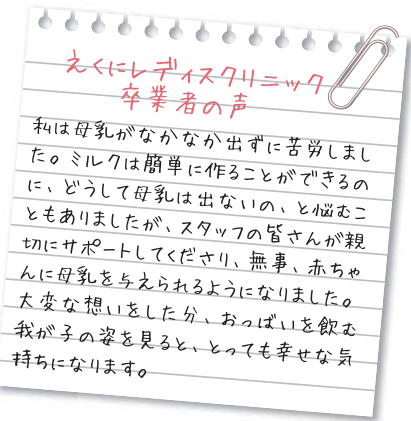 えくにレディスクリニック
卒業者の声
私は母乳がなかなか出ずに苦労しまし
た。ミルクは簡単に作ることができるの
に、どうして母乳は出ないの、と悩むこ
ともありましたが、スタッフの皆さんが親
切にサポートしてくださり、無事、赤ちゃ
んに母乳を与えられるようになりました。
大変な想いをした分、おっぱいを飲む
我が子の姿を見ると、とっても幸せな気
持ちになります。